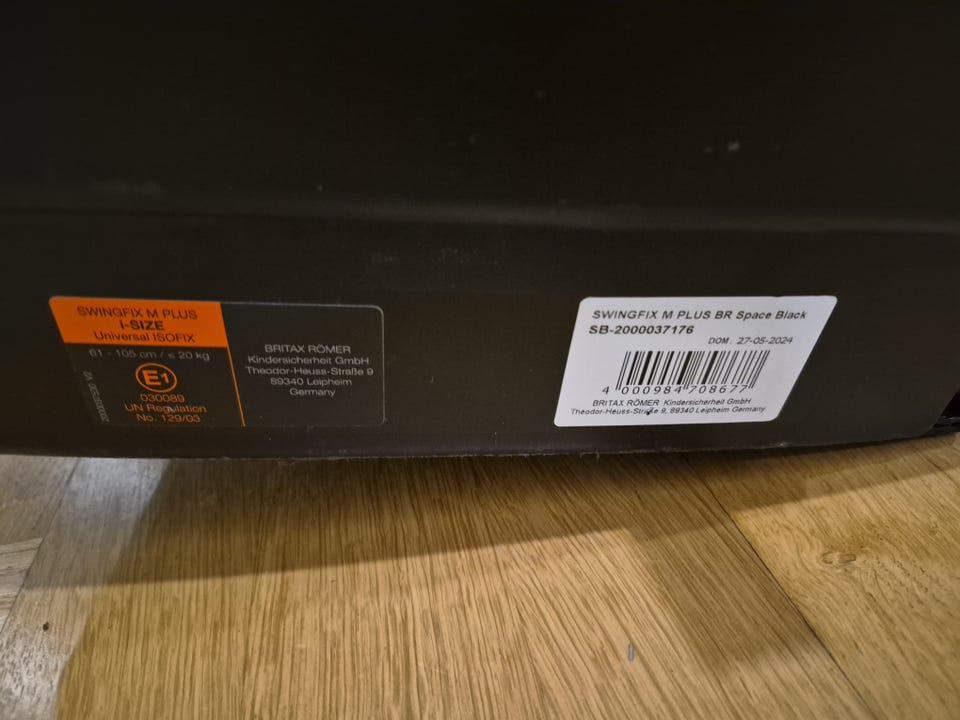 SWINGFIX M PLUS
i-SIZE
Universal ISOFIX
61 - 105 cm / ≤ 20 kg
E1
030089
UN Regulation
No. 129/03
BRITAX RÖMER
Kindersicherheit GmbH
Theodor-Heuss-Straße 9
89340 Leipheim
Germany
SWINGFIX M PLUS BR Space Black
SB-2000037176
DOM. 27-05-2024
4 000984 708677
BRITAX RÖMER Kindersicherheit GmbH
Theodor-Heuss-Straße 9, 89340 Leipheim Germany